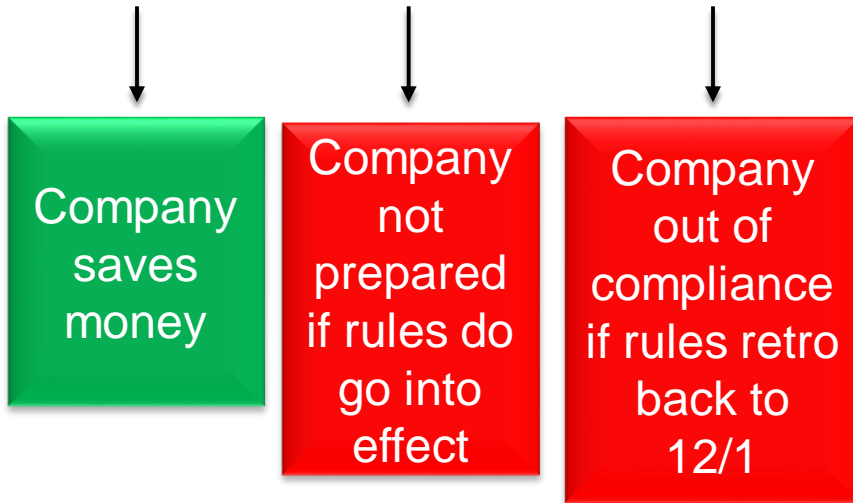 Company
saves
money
Company
not
prepared
if rules do
go into
effect
Company
out of
compliance
if rules retro
back to
12/1